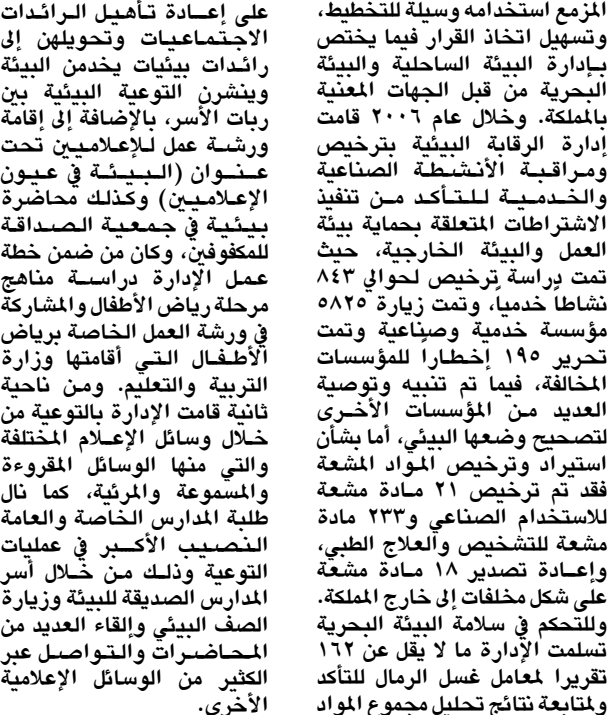 المزمع استخدامه وسيلة للتخطيط،
وتسهيل اتخاذ القرار فيما يختص
بإدارة البيئة الساحلية والبيئة
البحرية من قبل الجهات المعنية
بالمملكة. وخلال عام ٢٠٠٦ قامت
إدارة الرقابة البيئية بترخيص
ومراقبة الأنشطة الصناعية
والخدمية للتأكد من تنفيذ
الاشتراطات المتعلقة بحماية بيئة
العمل والبيئة الخارجية، حيث
تمت دراسة ترخيص لحوالي ٨٤٣
نشاطا خدميا، وتمت زيارة ٥٨٢٥
مؤسسة خدمية وصناعية وتمت
تحرير ١٩٥ إخطارا للمؤسسات
المخالفة، فيما تم تنبيه وتوصية
العديد من المؤسسات الأخرى
لتصحيح وضعها البيئي، أما بشأن
استيراد وترخيص المواد المشعة
فقد تم ترخيص ٢١ مادة مشعة
للاستخدام الصناعي و٢٣٣ مادة
مشعة للتشخيص والعلاج الطبي،
وإعادة تصدير ١٨ مادة مشعة
على شكل مخلفات إلى خارج المملكة.
وللتحكم في سلامة البيئة البحرية
تسلمت الإدارة ما لا يقل عن ١٦٢
تقريرا لمعامل غسل الرمال للتأكد
ولمتابعة نتائج تحليل مجموع المواد
على إعادة تأهيل الرائدات
الاجتماعيات وتحويلهن إلى
رائدات بيئيات يخدمن البيئة
وينشرن التوعية البيئية بين
ربات الأسر، بالإضافة إلى إقامة
ورشة عمل للإعلاميين تحت
عنوان (البيئة في عيون
الإعلاميين) وكذلك محاضرة
بيئية في جمعية الصداقة
للمكفوفين، وكان من ضمن خطة
عمل الإدارة دراسة مناهج
مرحلة رياض الأطفال والمشاركة
في ورشة العمل الخاصة برياض
الأطفال التي أقامتها وزارة
التربية والتعليم. ومن ناحية
ثانية قامت الإدارة بالتوعية من
خلال وسائل الإعلام المختلفة
والتي منها الوسائل المقروءة
والمسموعة والمرئية، كما نال
طلبة المدارس الخاصة والعامة
النصيب الأكبر في عمليات
التوعية وذلك من خلال أسر
المدارس الصديقة للبيئة وزيارة
الصف البيئي وإلقاء العديد من
المحاضرات والتواصل عبر
الكثير من الوسائل الإعلامية
الأخرى.